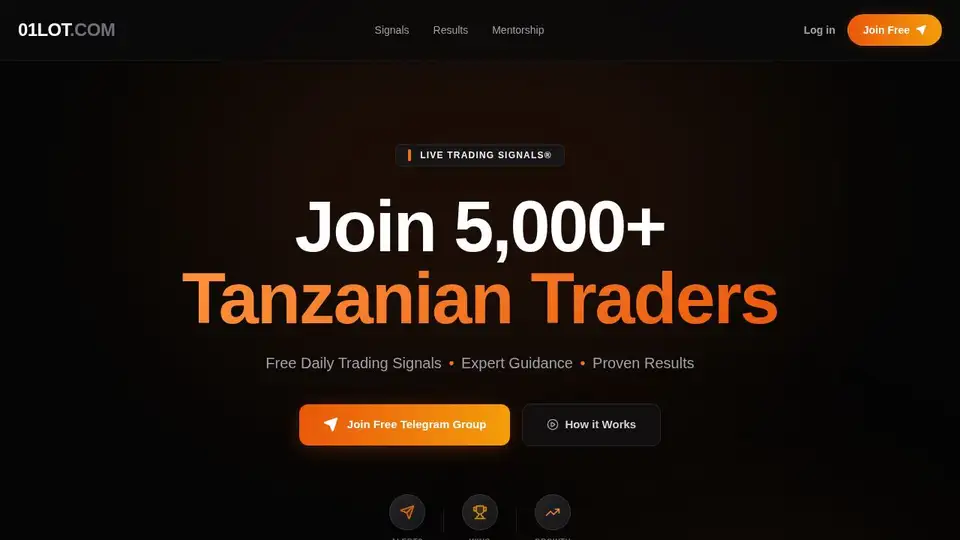 01LOT.COM
Signals
Results
Mentorship
Log in
Join Free
LIVE TRADING SIGNALS®
Join 5,000+
Tanzanian Traders
Free Daily Trading Signals • Expert Guidance • Proven Results
Join Free Telegram Group
How it Works